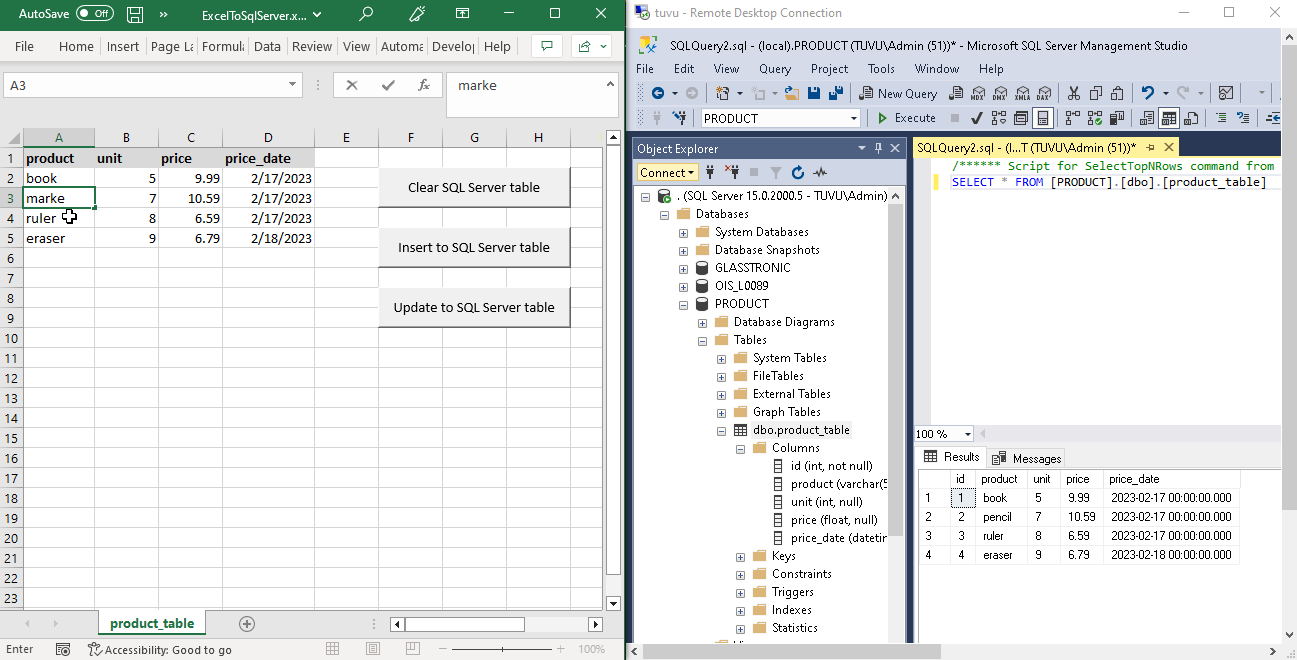 AutoSave Off ExcelToSqlServer.x...
File Home Insert Page La Formula Data Review View Automa Develop Help
A3 fx marke
A B C D E F G H
1 product unit price price_date
2 book 5 9.99 2/17/2023
3 marke 7 10.59 2/17/2023
4 ruler 8 6.59 2/17/2023
5 eraser 9 6.79 2/18/2023
6
7
8
9
10
11
12
13
14
15
16
17
18
19
20
21
22
23
Clear SQL Server table
Insert to SQL Server table
Update to SQL Server table
product_table
Enter Accessibility: Good to go 100%
tuvu - Remote Desktop Connection
SQLQuery2.sql - (local).PRODUCT (TUVU\Admin (51))* - Microsoft SQL Server Management Studio
File Edit View Query Project Tools Window Help
New Query MDX DMX XMLA DAX
PRODUCT Execute
Object Explorer
Connect
. (SQL Server 15.0.2000.5 - TUVU\Admin)
Databases
System Databases
Database Snapshots
GLASSTRONIC
OIS_L0089
PRODUCT
Database Diagrams
Tables
System Tables
FileTables
External Tables
Graph Tables
dbo.product_table
Columns
id (int, not null)
product (varchar(5
unit (int, null)
price (float, null)
price_date (datetin
Keys
Constraints
Triggers
Indexes
Statistics
SQLQuery2.sql - (l...T (TUVU\Admin (51))*
/****** Script for SelectTopNRows command from
SELECT * FROM [PRODUCT].[dbo].[product_table]
100 %
Results Messages
id product unit price price_date
1 1 book 5 9.99 2023-02-17 00:00:00.000
2 2 pencil 7 10.59 2023-02-17 00:00:00.000
3 3 ruler 8 6.59 2023-02-17 00:00:00.000
4 4 eraser 9 6.79 2023-02-18 00:00:00.000